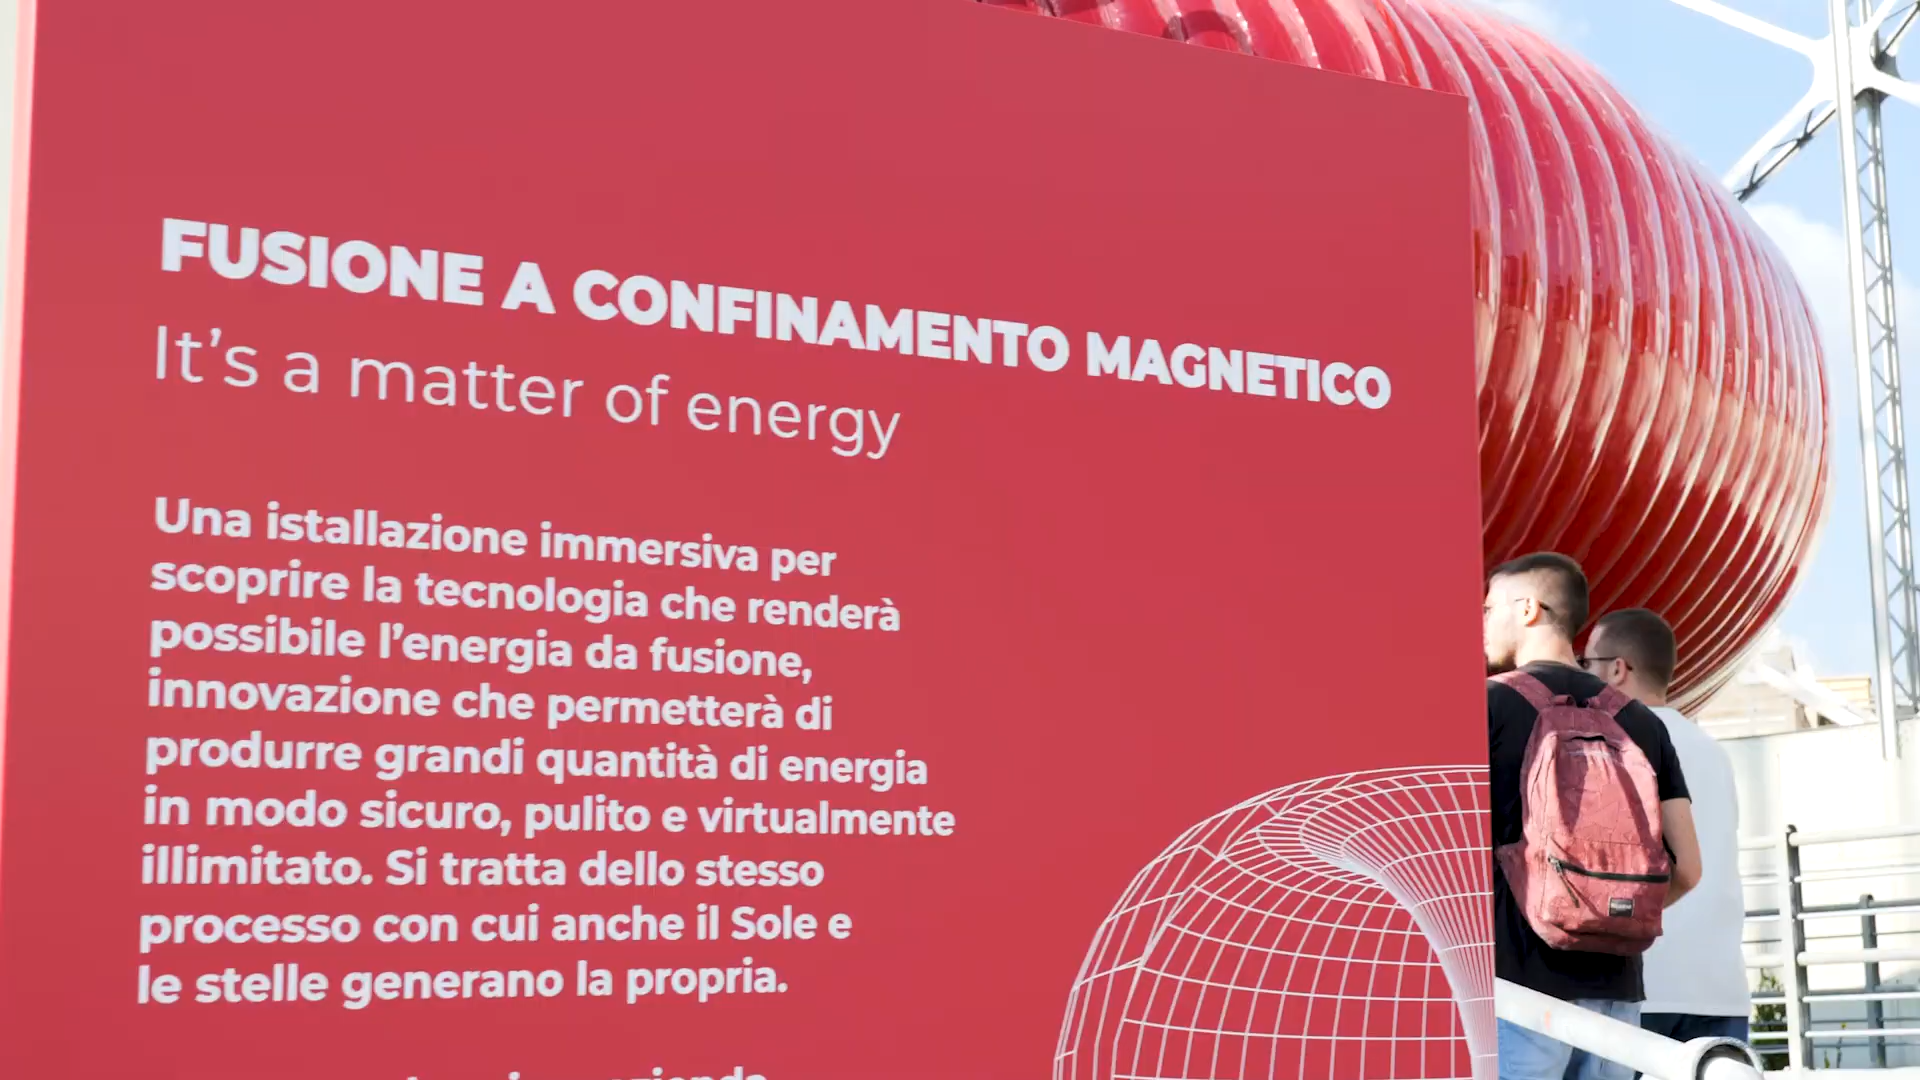 FUSIONE A CONFINAMENTO MAGNETICO
It's a matter of energy
Una istallazione immersiva per
scoprire la tecnologia che renderà
possibile l'energia da fusione,
innovazione che permetterà di
produrre grandi quantità di energia
in modo sicuro, pulito e virtualmente
illimitato. Si tratta dello stesso
processo con cui anche il Sole e
le stelle generano la propria.